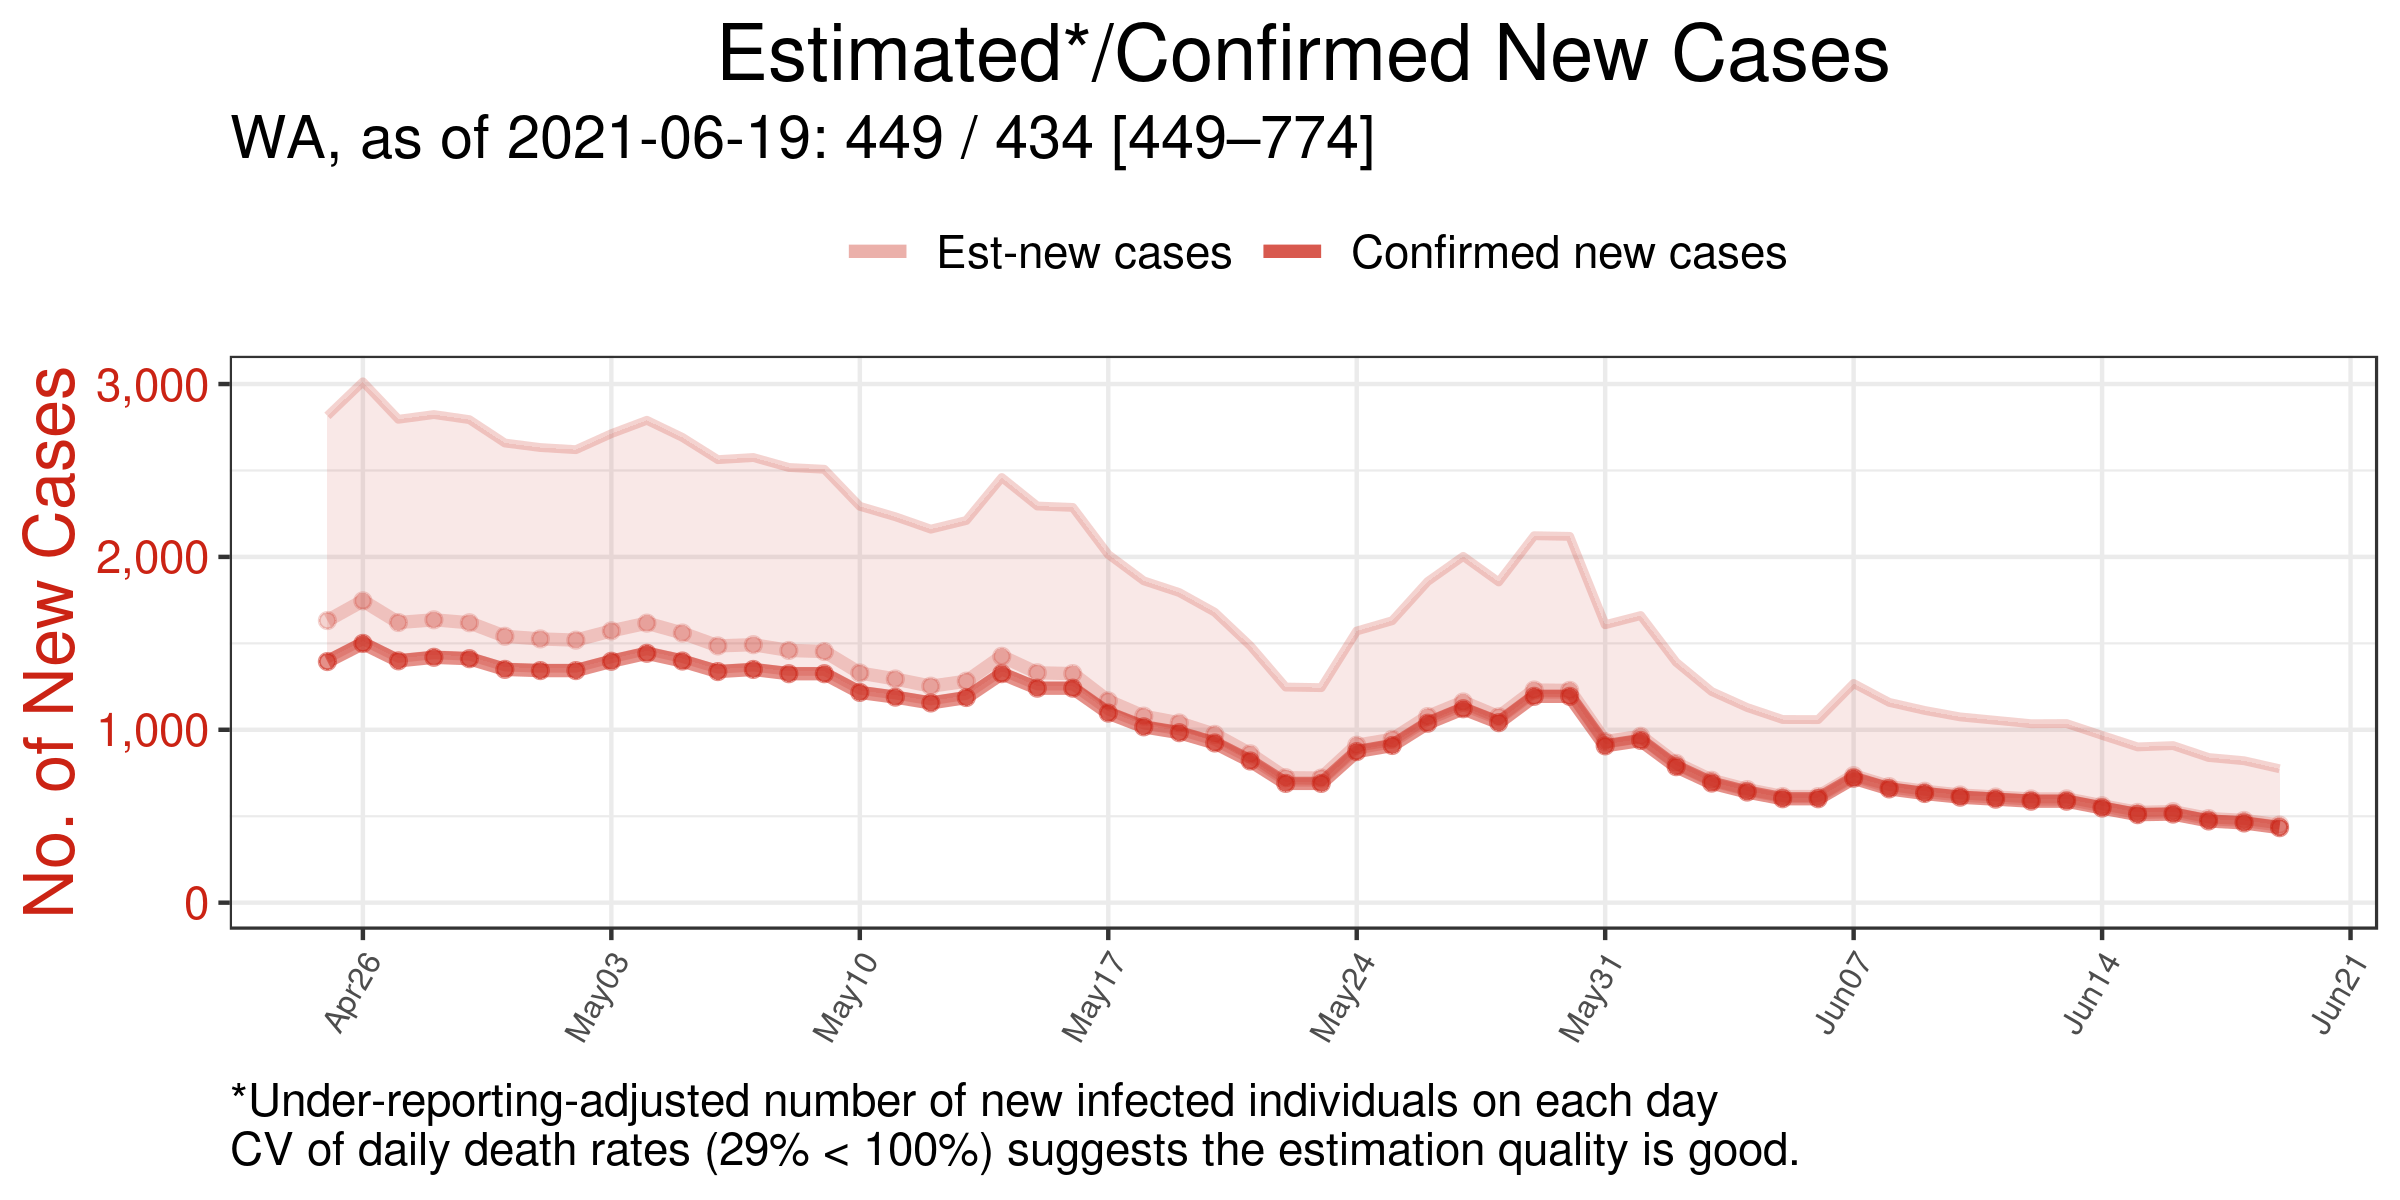 Estimated*/Confirmed New Cases
WA, as of 2021-06-19: 449 / 434 [449–774]
Est-new cases
Confirmed new cases
No. of New Cases
3,000
2,000
1,000
0
Apr26
May03
May10
May17
May24
May31
Jun07
Jun14
Jun21
*Under-reporting-adjusted number of new infected individuals on each day
CV of daily death rates (29% < 100%) suggests the estimation quality is good.